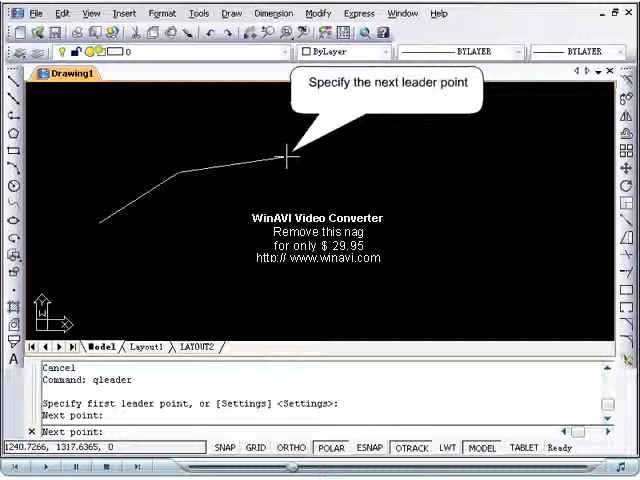 File Edit View Insert Format Tools Draw Dimension Modify Express Window Help
0 ByLayer BYLAYER BYLAYER
Drawing1
Specify the next leader point
WinAVI Video Converter
Remove this nag
for only $ 29.95
http:// www.winavi.com
Y
W
X
Model Layout1 LAYOUT2
Cancel
Command: qleader
Specify first leader point, or [Settings] <Settings>:
Next point:
Next point:
1240.7266, 1317.6365, 0 SNAP GRID ORTHO POLAR ESNAP OTRACK LWT MODEL TABLET Ready